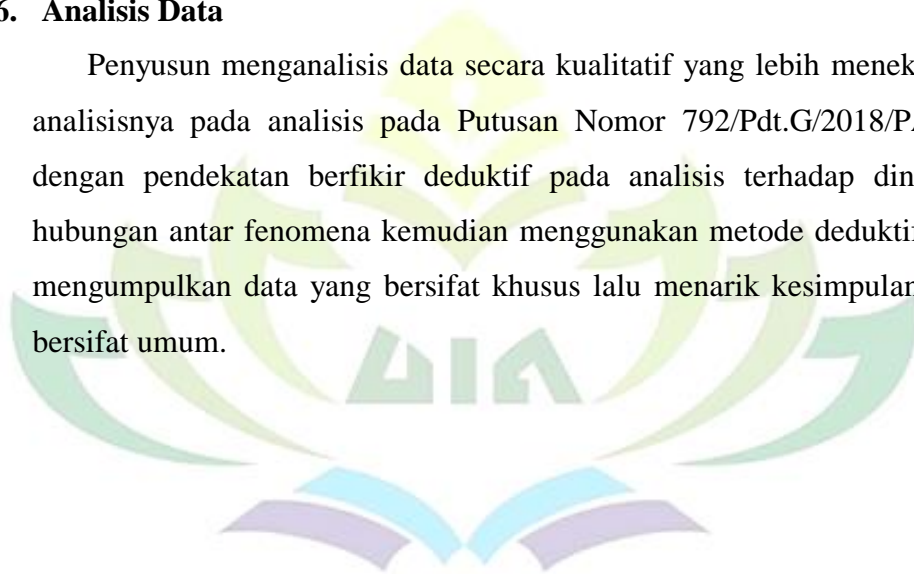 6. Analisis Data
Penyusun menganalisis data secara kualitatif yang lebih menek
analisisnya pada analisis pada Putusan Nomor 792/Pdt.G/2018/PA
dengan pendekatan berfikir deduktif pada analisis terhadap din
hubungan antar fenomena kemudian menggunakan metode deduktif
mengumpulkan data yang bersifat khusus lalu menarik kesimpulan
bersifat umum.
UIN